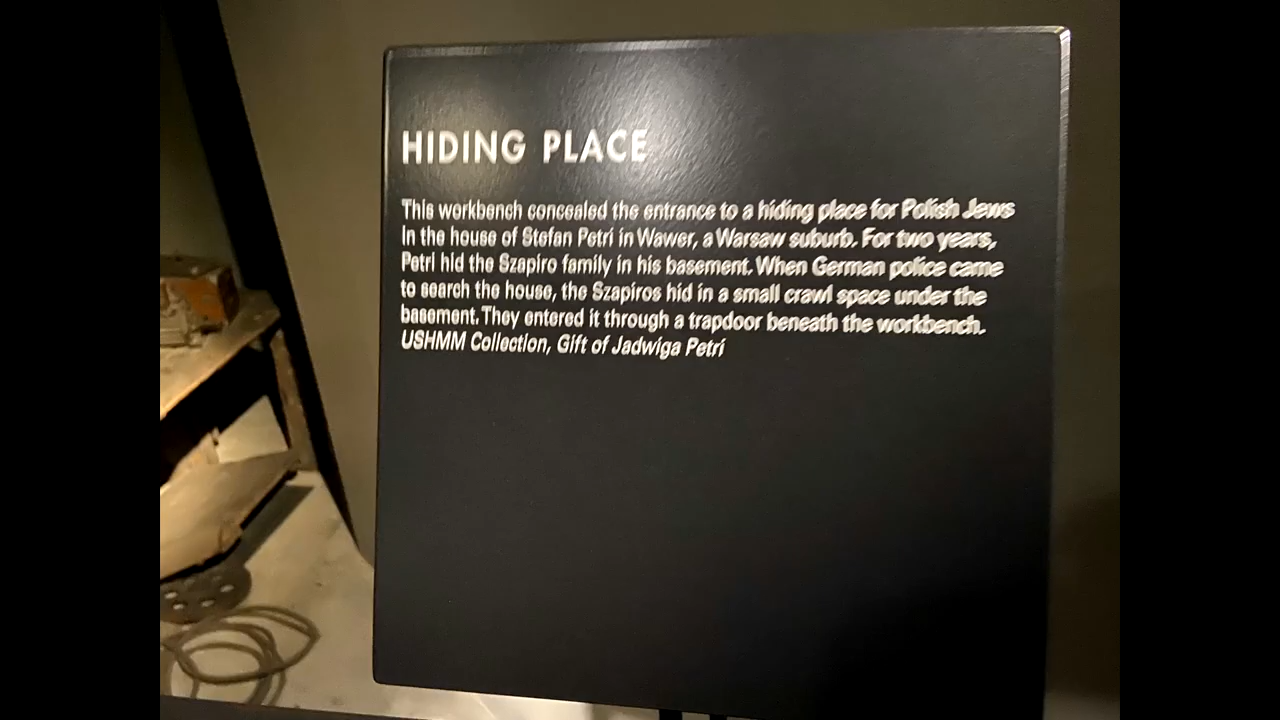 HIDING PLACE
This workbench concealed the entrance to a hiding place for Polish Jews
in the house of Stefan Petri in Wawer, a Warsaw suburb. For two years,
Petri hid the Szapiro family in his basement. When German police came
to search the house, the Szapiros hid in a small crawl space under the
basement. They entered it through a trapdoor beneath the workbench.
USHMM Collection, Gift of Jadwiga Petri